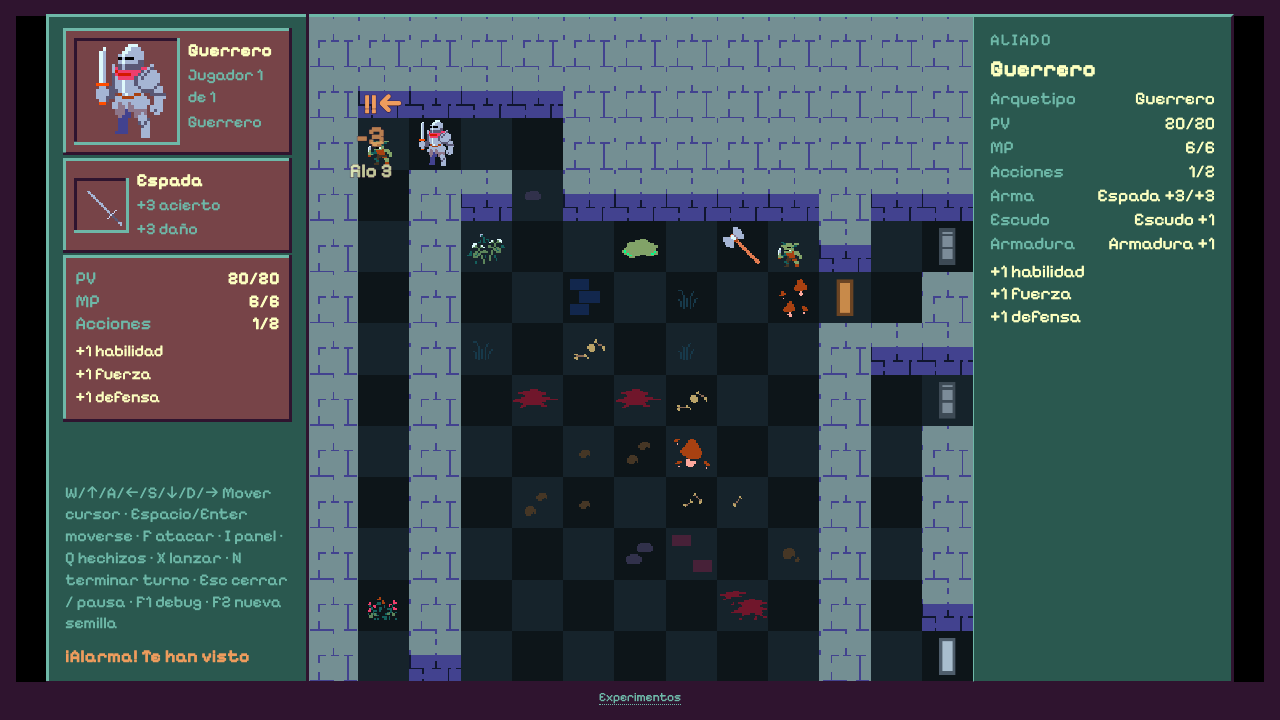 Guerrero
Jugador 1
de 1
Guerrero
Espada
+3 acierto
+3 daño
PV 20/20
MP 6/6
Acciones 1/2
+1 habilidad
+1 fuerza
+1 defensa
W/↑/A/←/S/↓/D/→ Mover
cursor · Espacio/Enter
moverse · F atacar · I panel ·
Q hechizos · X lanzar · N
terminar turno · Esc cerrar
/ pausa · F1 debug · F2 nueva
semilla
¡Alarma! Te han visto
-3
A lo 3
ALIADO
Guerrero
Arquetipo Guerrero
PV 20/20
MP 6/6
Acciones 1/2
Arma Espada +3/+3
Escudo Escudo +1
Armadura Armadura +1
+1 habilidad
+1 fuerza
+1 defensa
Experimentos